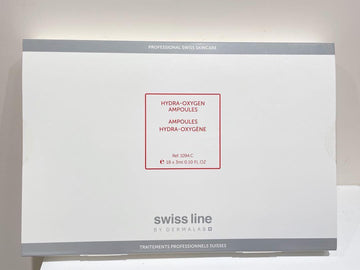 PROFESSIONAL SWISS SKINCARE
HYDRA-OXYGEN
AMPOULES
AMPOULES
HYDRA-OXYGÈNE
Ref. 1094.C
℮ 18 x 3ml 0.10 FL.OZ
swiss line
BY DERMALAB
TRAITEMENTS PROFESSIONNELS SUISSES